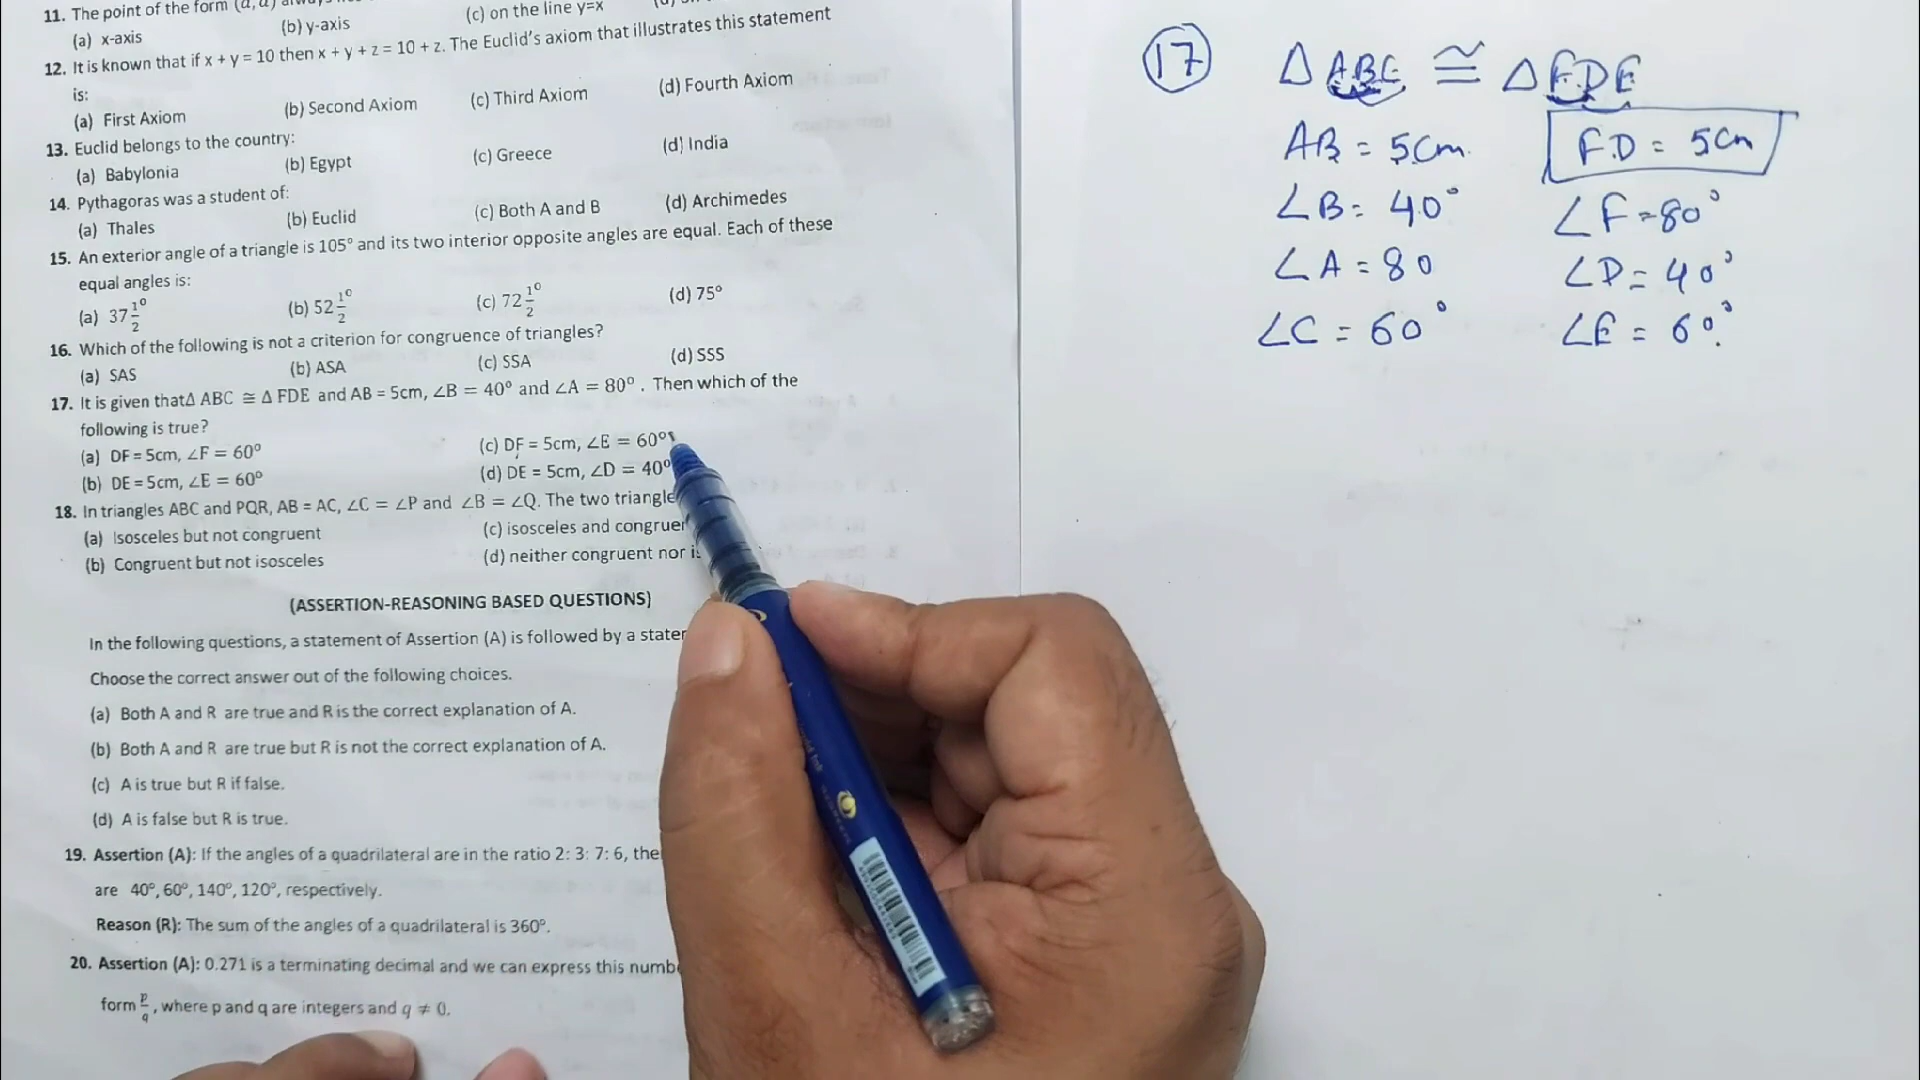 11. The point of the form (a, a) always
(a) x-axis (b) y-axis (c) on the line y=x
12. It is known that if x + y = 10 then x + y + z = 10 + z. The Euclid's axiom that illustrates this statement
is:
(a) First Axiom (b) Second Axiom (c) Third Axiom (d) Fourth Axiom
13. Euclid belongs to the country:
(a) Babylonia (b) Egypt (c) Greece (d) India
14. Pythagoras was a student of:
(a) Thales (b) Euclid (c) Both A and B (d) Archimedes
15. An exterior angle of a triangle is 105° and its two interior opposite angles are equal. Each of these
equal angles is:
(a) 37 1/2° (b) 52 1/2° (c) 72 1/2° (d) 75°
16. Which of the following is not a criterion for congruence of triangles?
(a) SAS (b) ASA (c) SSA (d) SSS
17. It is given thatΔ ABC ≅ Δ FDE and AB = 5cm, ∠B = 40° and ∠A = 80° . Then which of the
following is true?
(a) DF = 5cm, ∠F = 60° (c) DF = 5cm, ∠E = 60°
(b) DE = 5cm, ∠E = 60° (d) DE = 5cm, ∠D = 40°
18. In triangles ABC and PQR, AB = AC, ∠C = ∠P and ∠B = ∠Q. The two triangle
(a) Isosceles but not congruent (c) isosceles and congruen
(b) Congruent but not isosceles (d) neither congruent nor is
(ASSERTION-REASONING BASED QUESTIONS)
In the following questions, a statement of Assertion (A) is followed by a stater
Choose the correct answer out of the following choices.
(a) Both A and R are true and R is the correct explanation of A.
(b) Both A and R are true but R is not the correct explanation of A.
(c) A is true but R if false.
(d) A is false but R is true.
19. Assertion (A): If the angles of a quadrilateral are in the ratio 2: 3: 7: 6, the
are 40°, 60°, 140°, 120°, respectively.
Reason (R): The sum of the angles of a quadrilateral is 360°.
20. Assertion (A): 0.271 is a terminating decimal and we can express this numb
form p/q, where p and q are integers and q ≠ 0.
17 Δ ABC ≅ Δ FDE
AB = 5cm. FD = 5cm
∠B = 40° ∠F = 80°
∠A = 80 ∠D = 40°
∠C = 60° ∠E = 60°